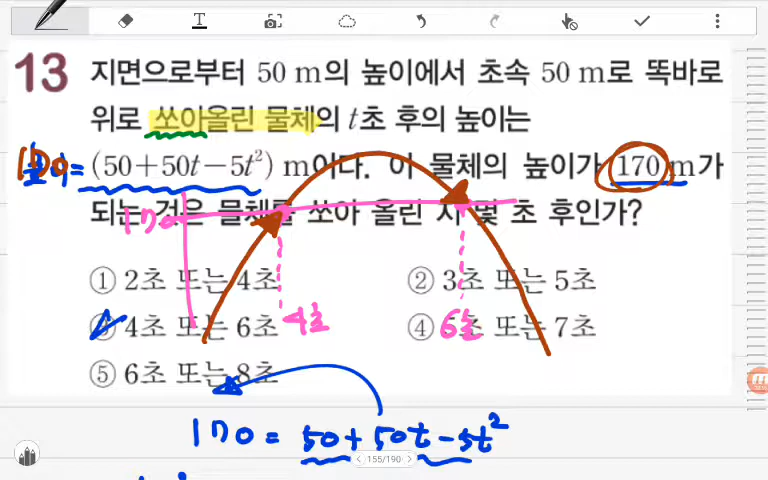 13 지면으로부터 50 m의 높이에서 초속 50 m로 똑바로
위로 쏘아올린 물체의 t초 후의 높이는
(50+50t-5t²) m이다. 이 물체의 높이가 170 m가
되는 것은 물체를 쏘아 올린 지 몇 초 후인가?
170
① 2초 또는 4초 ② 3초 또는 5초
4초 또는 6초 ④ 또는 7초
4초 6초
⑤ 6초 또는 8초
170 = 50+50t-5t²
155/190